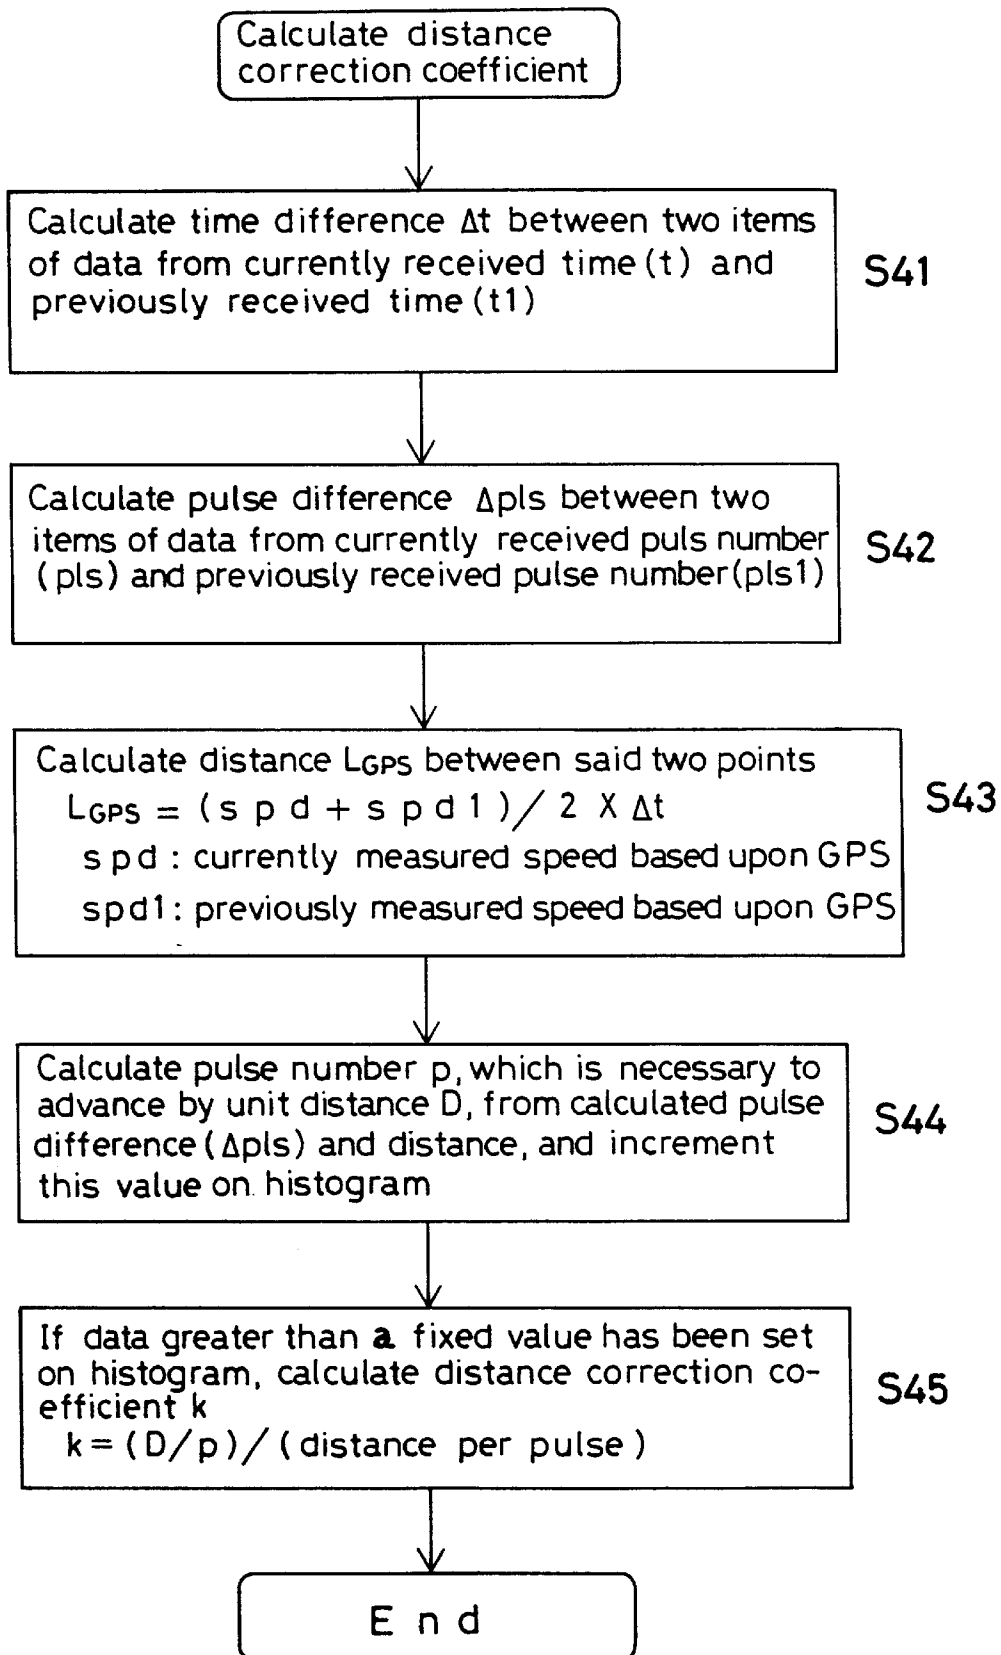 Calculate distance
correction coefficient
Calculate time difference Δt between two items
of data from currently received time (t) and
previously received time (t1)
S41
Calculate pulse difference Δpls between two
items of data from currently received puls number
(pls) and previously received pulse number (pls1)
S42
Calculate distance LGPS between said two points
LGPS = (spd + spd1)/2 X Δt
spd : currently measured speed based upon GPS
spd1 : previously measured speed based upon GPS
S43
Calculate pulse number p, which is necessary to
advance by unit distance D, from calculated pulse
difference (Δpls) and distance, and increment
this value on histogram
S44
If data greater than a fixed value has been set
on histogram, calculate distance correction co-
efficient k
k = (D/p)/(distance per pulse)
S45
End